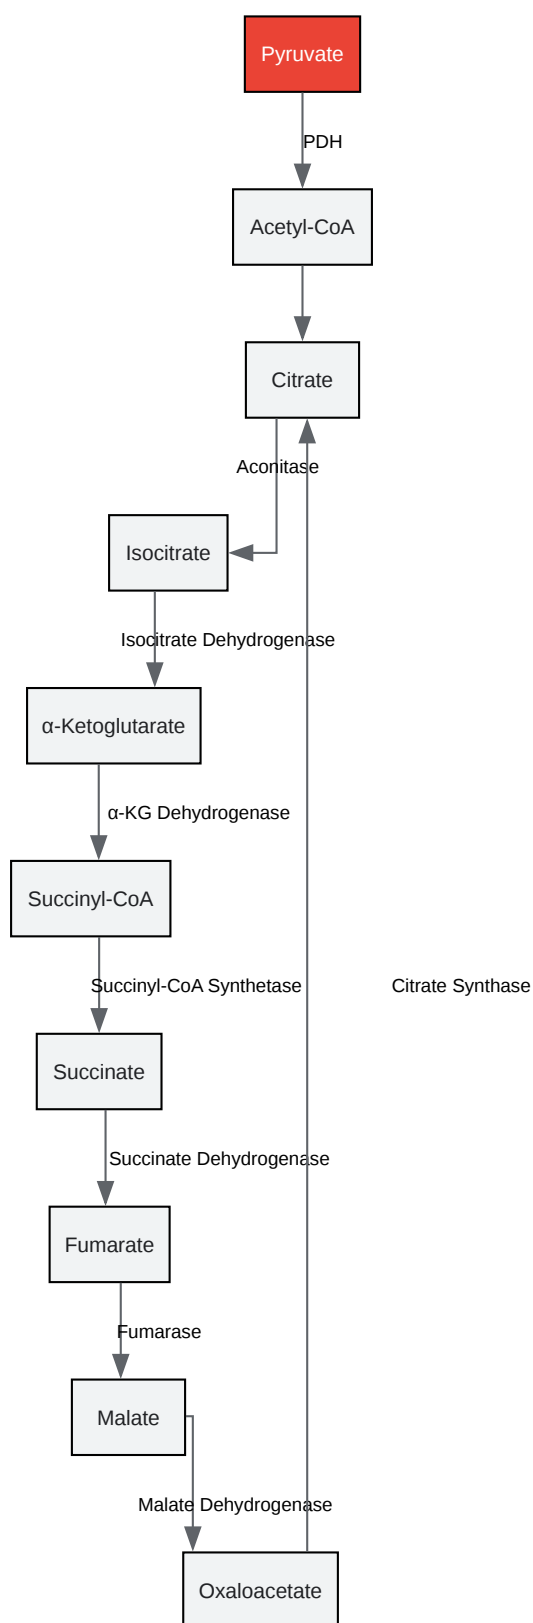 Pyruvate
PDH
Acetyl-CoA
Citrate
Aconitase
Isocitrate
Isocitrate Dehydrogenase
α-Ketoglutarate
α-KG Dehydrogenase
Succinyl-CoA
Succinyl-CoA Synthetase
Citrate Synthase
Succinate
Succinate Dehydrogenase
Fumarate
Fumarase
Malate
Malate Dehydrogenase
Oxaloacetate